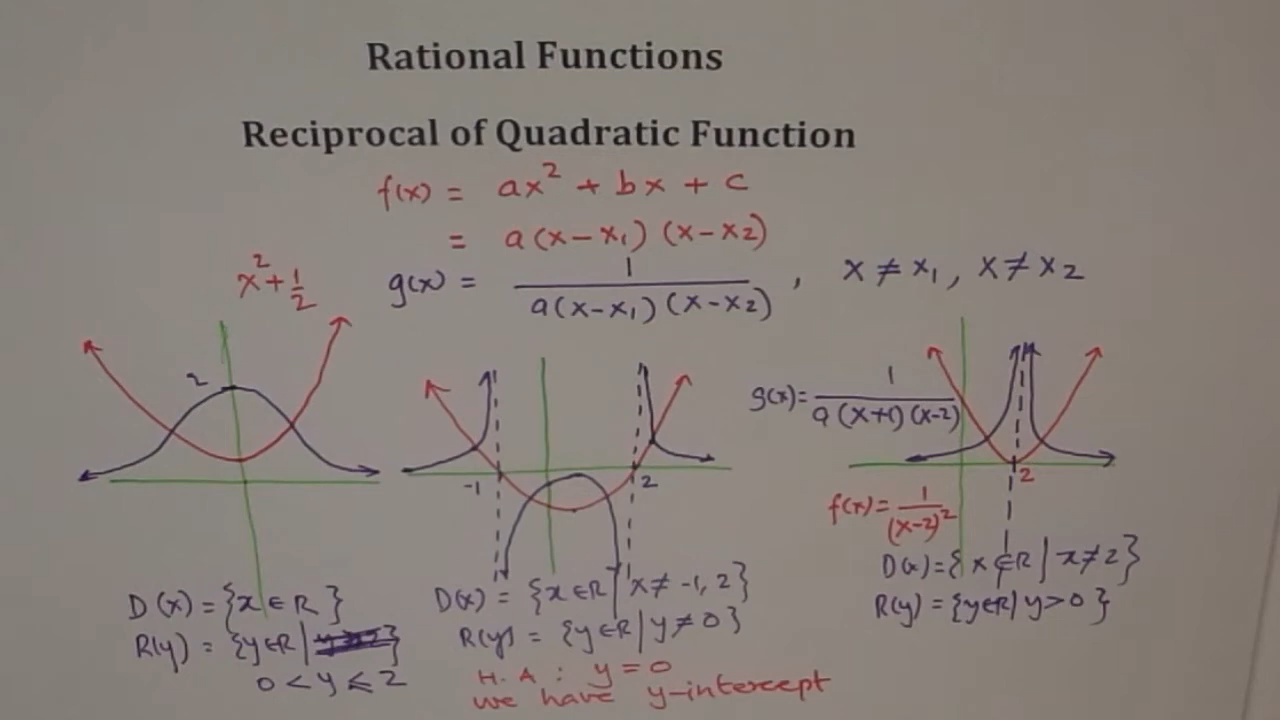 Rational Functions
Reciprocal of Quadratic Function
f(x) = ax² + bx + c
= a(x-x₁)(x-x₂)
x² + 1/2
g(x) = 1/a(x-x₁)(x-x₂) , x ≠ x₁, x ≠ x₂
2
-1
2
g(x) = 1/a(x+1)(x-2)
2
f(x) = 1/(x-2)²
D(x) = {x ∈ R}
R(y) = {y ∈ R | }
0 < y ⩽ 2
D(x) = {x ∈ R | x ≠ -1, 2}
R(y) = {y ∈ R | y ≠ 0}
H.A : y = 0
we have y-intercept
D(x) = {x ∈ R | x ≠ 2}
R(y) = {y ∈ R | y > 0}